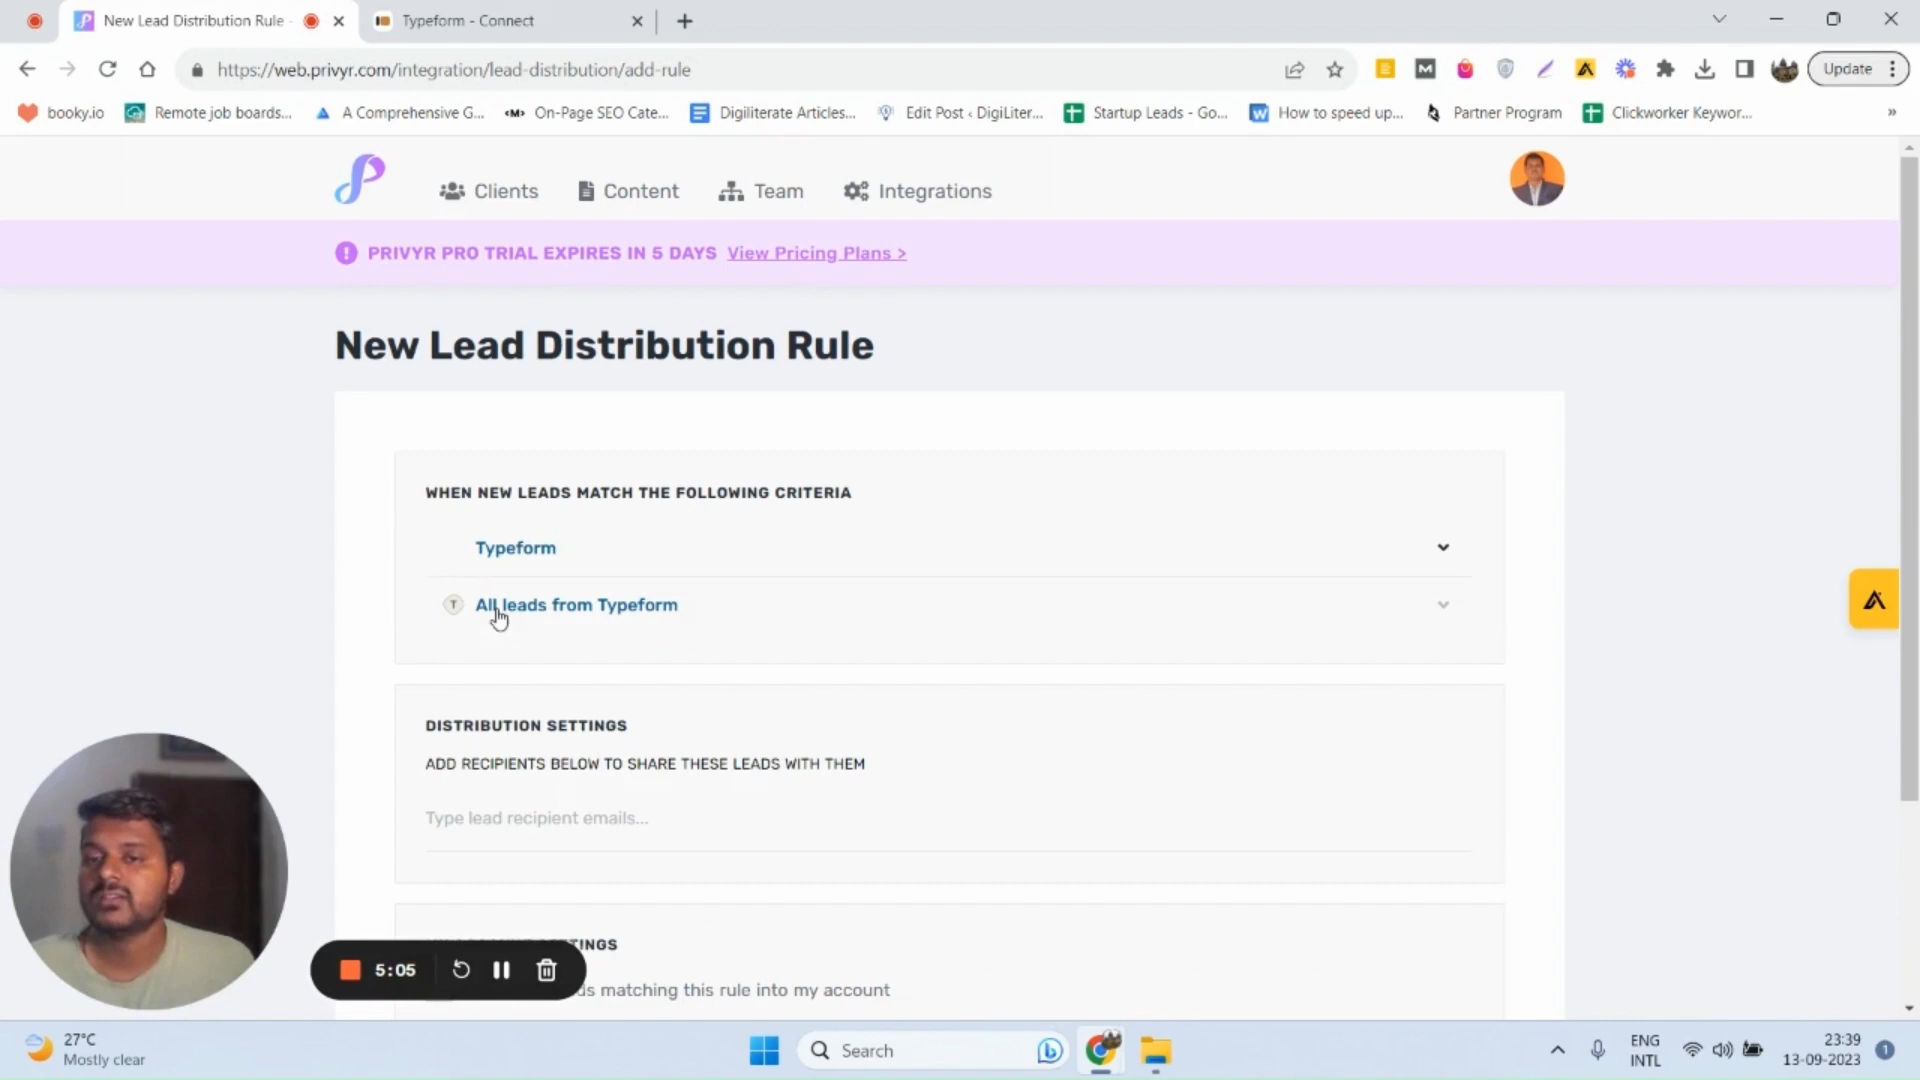 New Lead Distribution Rule -
Typeform - Connect
https://web.privyr.com/integration/lead-distribution/add-rule
Update
booky.io
Remote job boards...
A Comprehensive G...
On-Page SEO Cate...
Digiliterate Articles...
Edit Post ‹ DigiLiter...
Startup Leads - Go...
How to speed up...
Partner Program
Clickworker Keywor...
»
Clients
Content
Team
Integrations
PRIVYR PRO TRIAL EXPIRES IN 5 DAYS View Pricing Plans >
New Lead Distribution Rule
WHEN NEW LEADS MATCH THE FOLLOWING CRITERIA
Typeform
T All leads from Typeform
DISTRIBUTION SETTINGS
ADD RECIPIENTS BELOW TO SHARE THESE LEADS WITH THEM
Type lead recipient emails...
TINGS
5:05
ds matching this rule into my account
27°C
Mostly clear
Search
ENG
INTL
23:39
13-09-2023
1